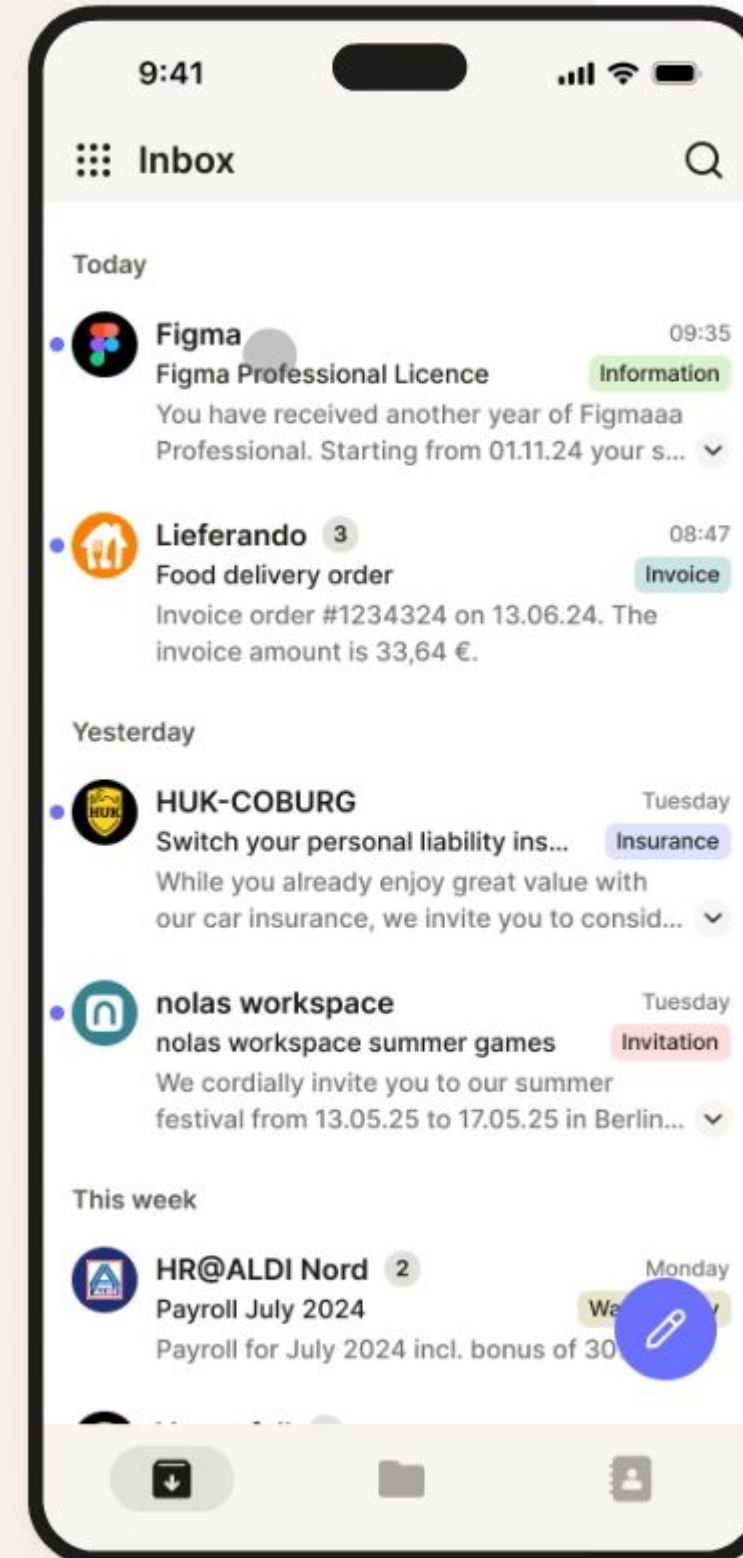 9:41
Inbox
Today
Figma
09:35
Figma Professional Licence
Information
You have received another year of Figmaaa
Professional. Starting from 01.11.24 your s...
Lieferando 3
08:47
Food delivery order
Invoice
Invoice order #1234324 on 13.06.24. The
invoice amount is 33,64 €.
Yesterday
HUK
HUK-COBURG
Tuesday
Switch your personal liability ins...
Insurance
While you already enjoy great value with
our car insurance, we invite you to consid...
nolas workspace
Tuesday
nolas workspace summer games
Invitation
We cordially invite you to our summer
festival from 13.05.25 to 17.05.25 in Berlin...
This week
ALDI
HR@ALDI Nord 2
Monday
Payroll July 2024
Payroll for July 2024 incl. bonus of 30